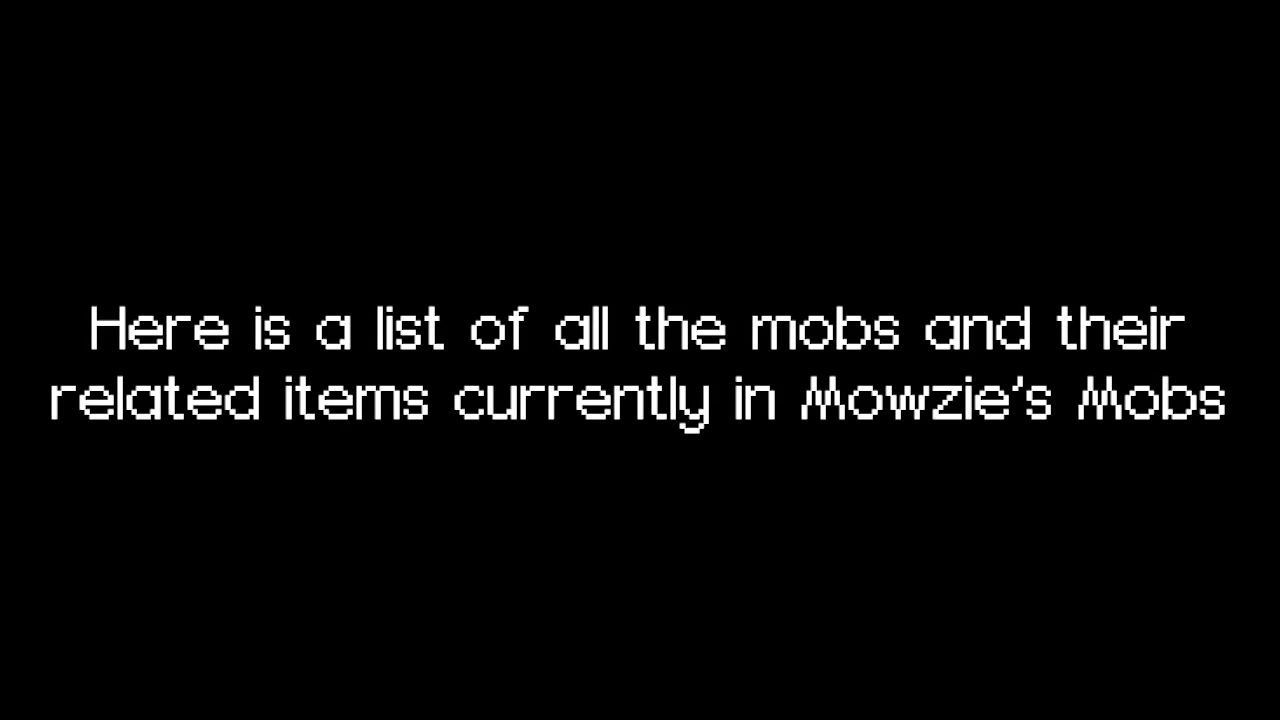 Here is a list of all the mobs and their
related items currently in Mowzie's Mobs